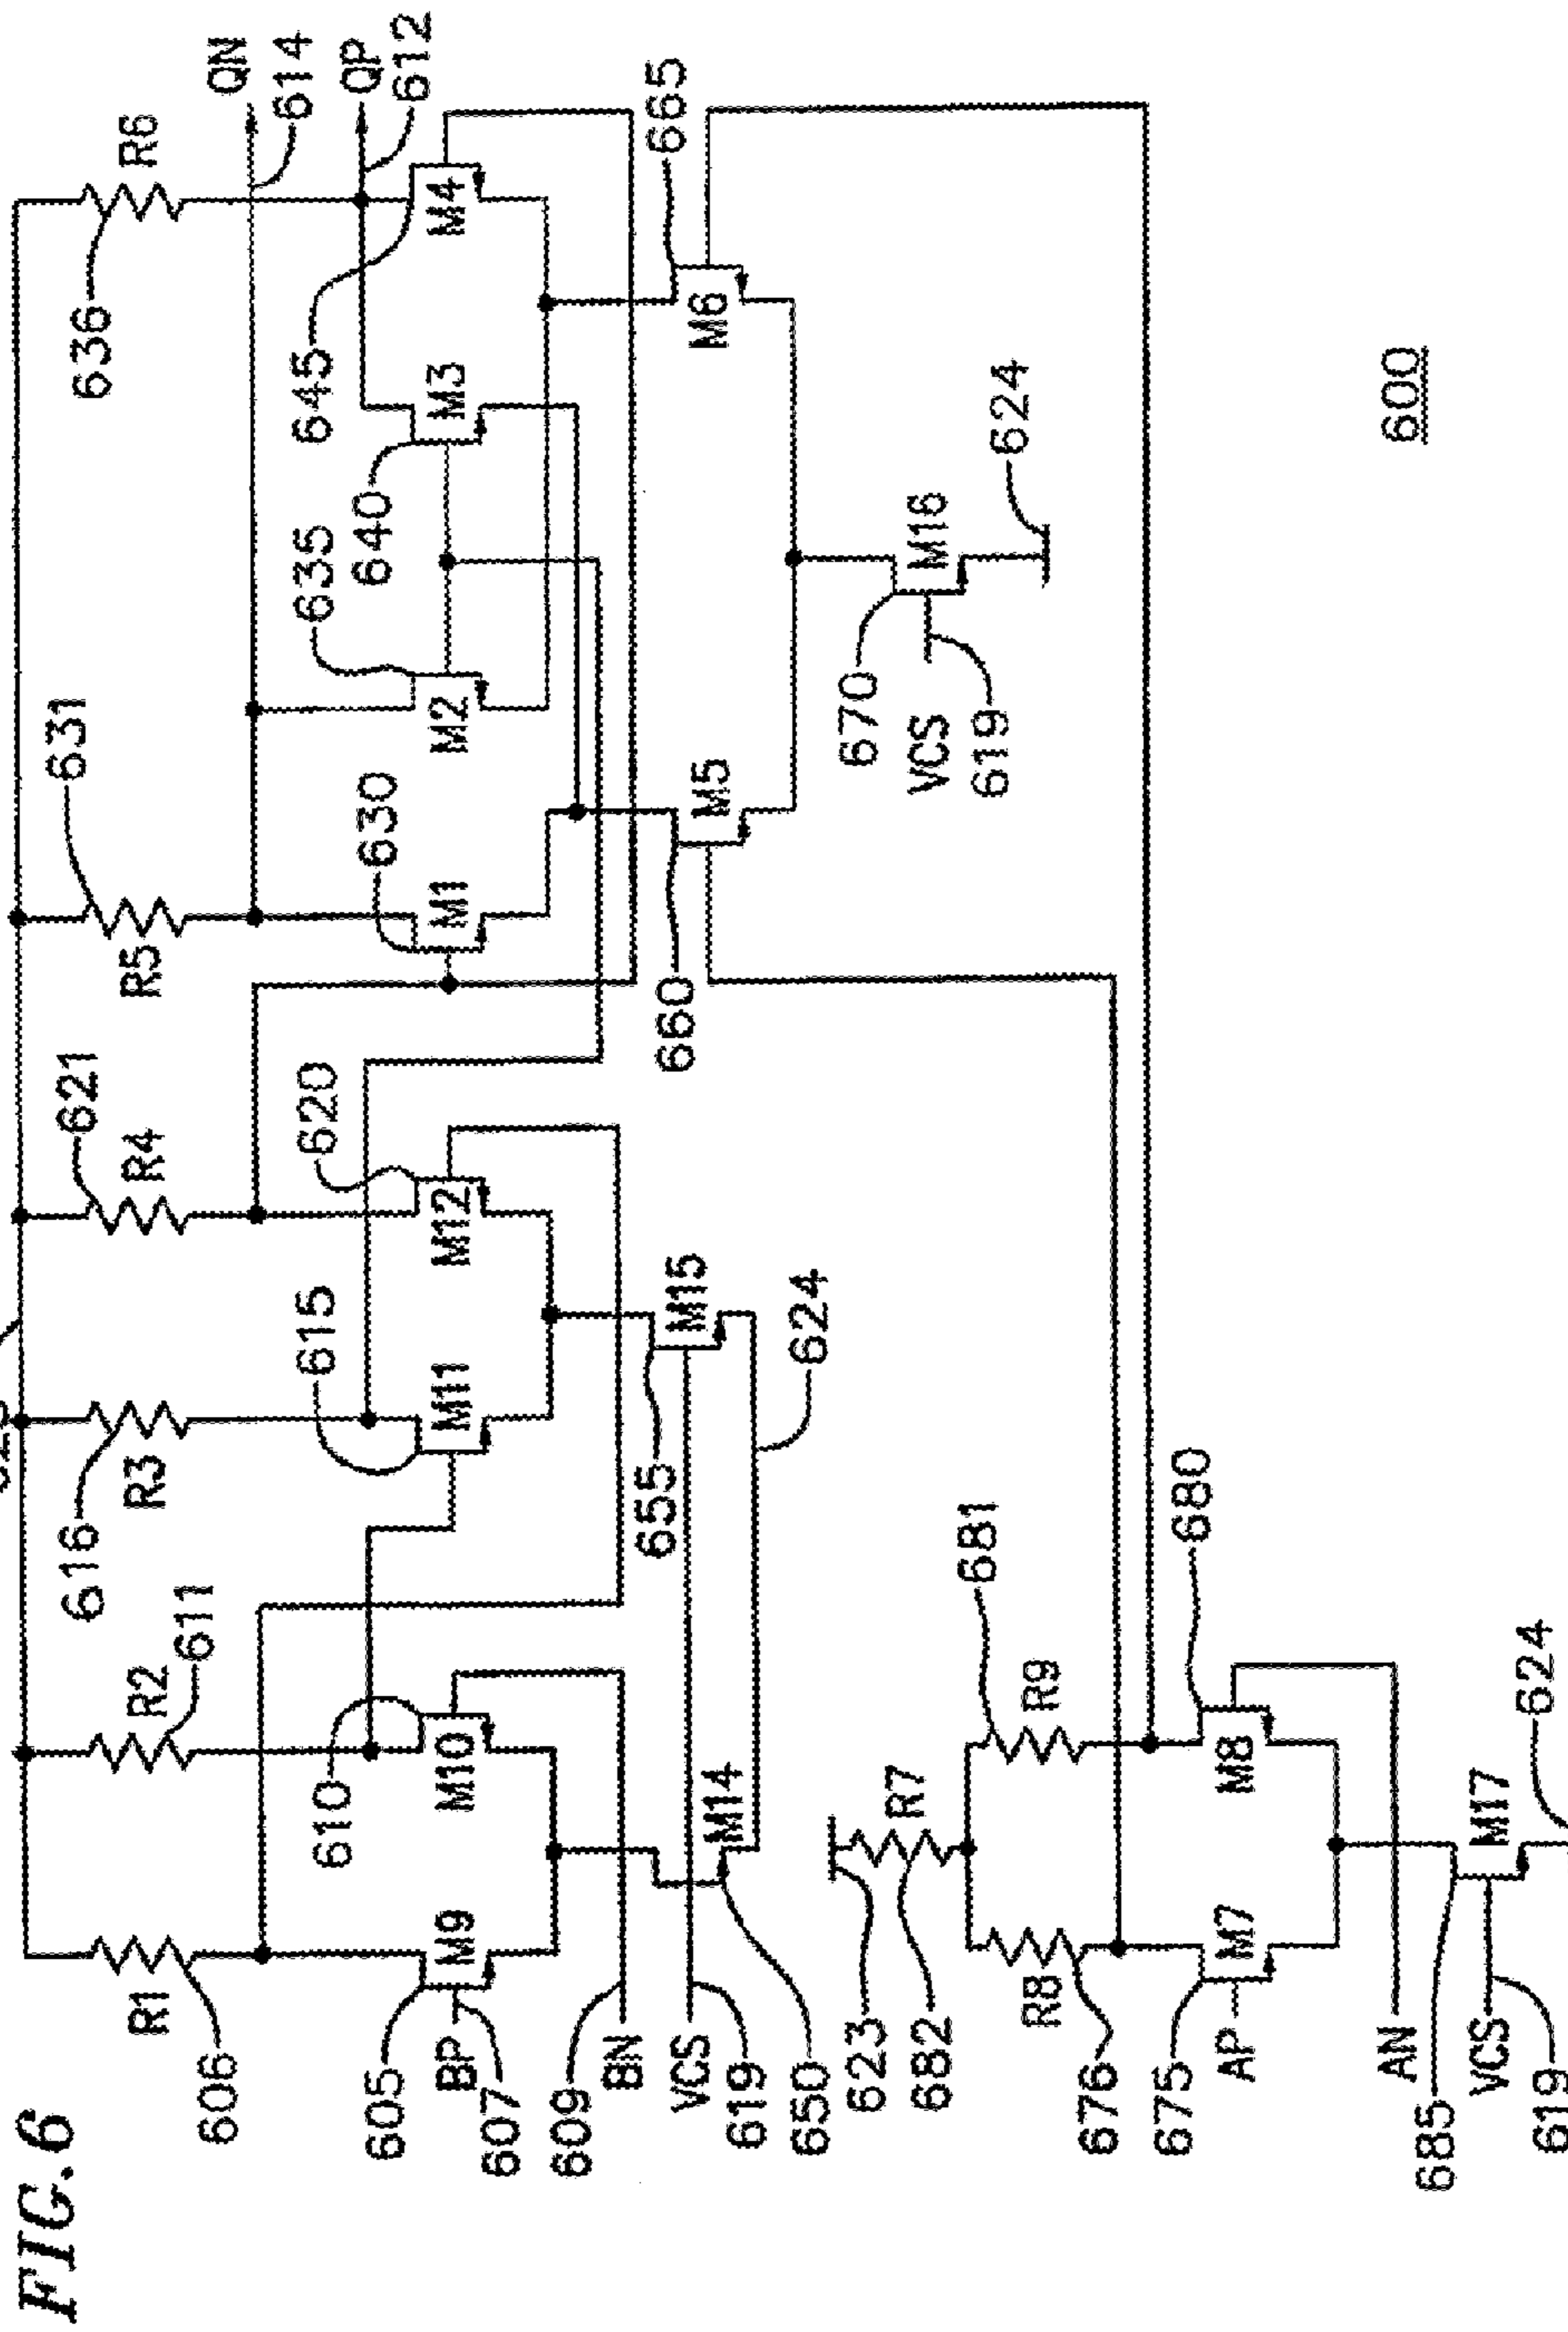 FIG.6
R1
606
R2
611
616
R3
621
R4
631
R5
636
R6
QN
614
QP
612
605
BP
607
M9
610
M10
615
M11
620
M12
630
M1
635
M2
640
M3
645
M4
609
BN
VCS
619
650
M14
655
M15
624
660
M5
M6
665
670
VCS
619
M16
624
623
682
R7
681
R9
R8
676
675
AP
M7
M8
680
AN
685
VCS
619
M17
624
600